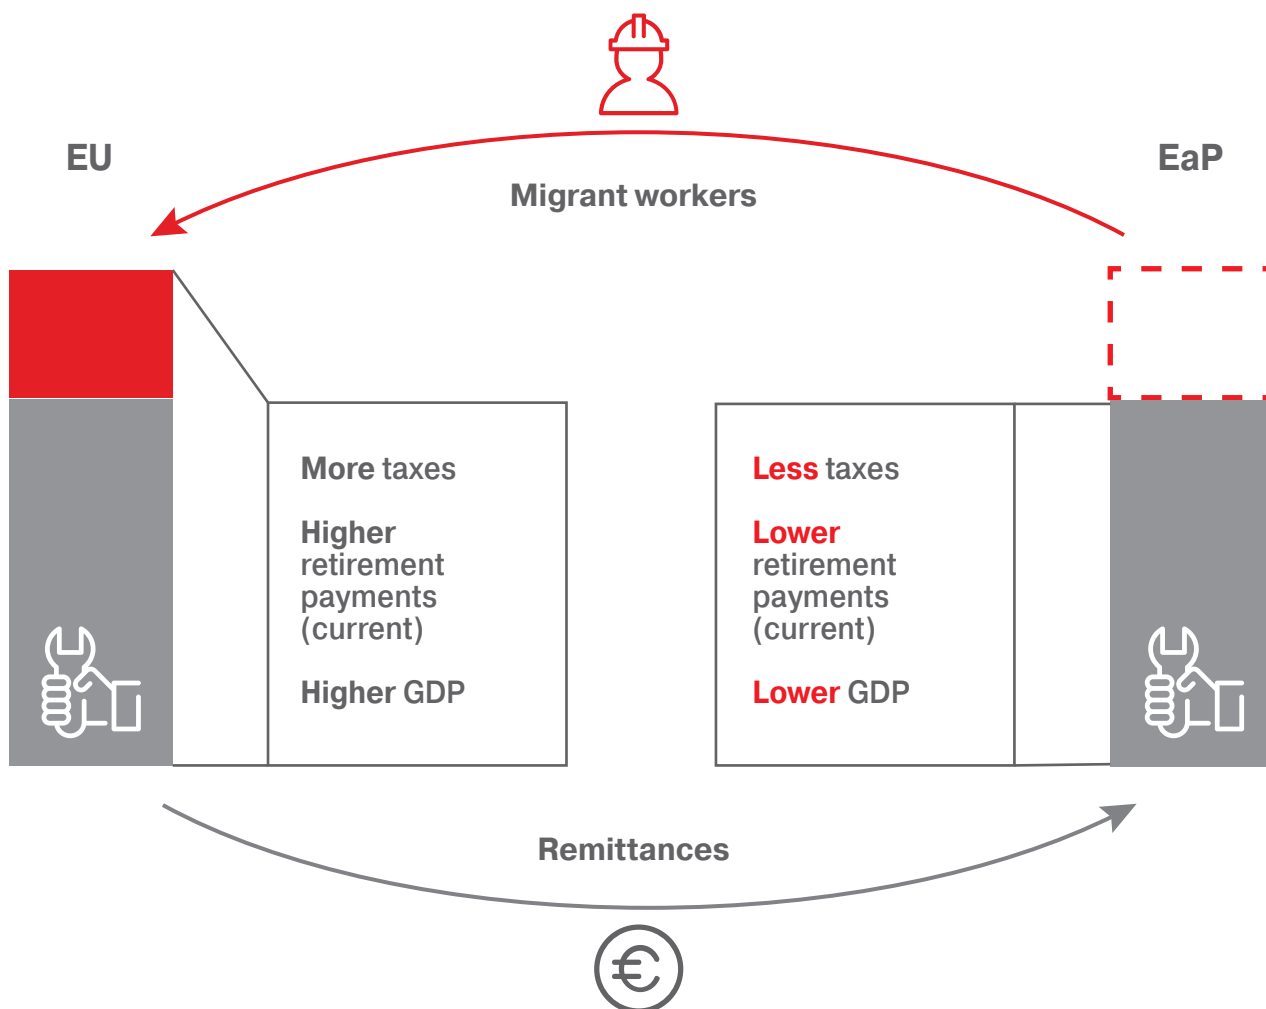 EU
EaP
Migrant workers
More taxes
Higher
retirement
payments
(current)
Higher GDP
Less taxes
Lower
retirement
payments
(current)
Lower GDP
Remittances